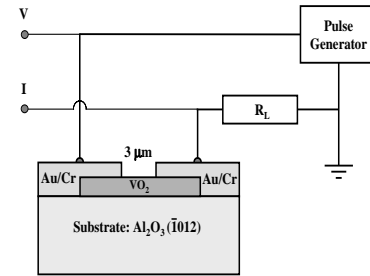 V
Pulse
Generator
I
R_L
3 μm
Au/Cr
VO₂
Au/Cr
Substrate: Al₂O₃ (1̄012)